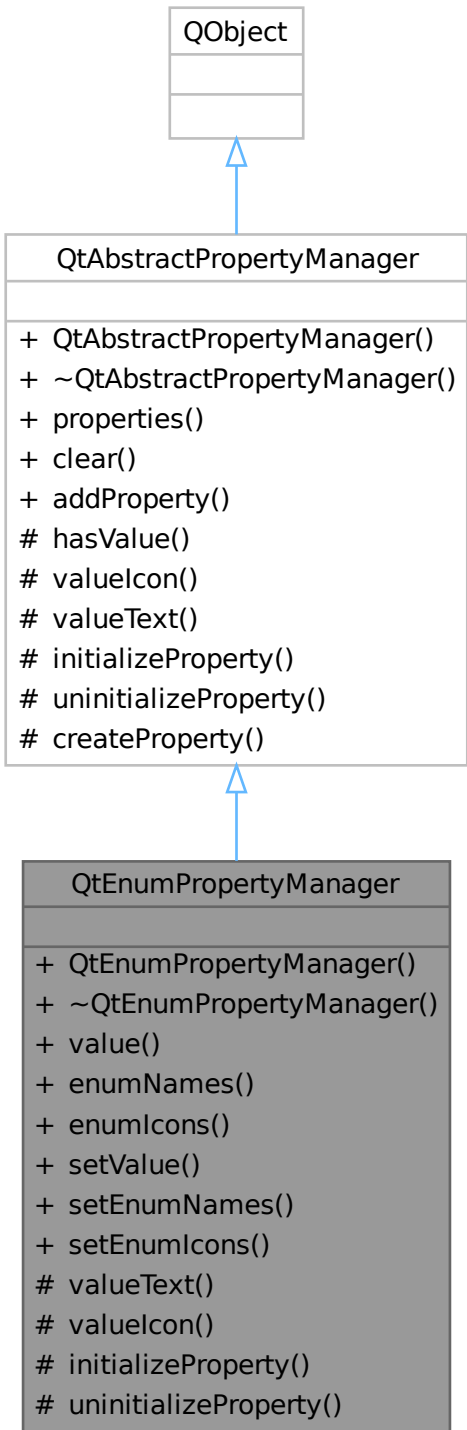 QObject
QtAbstractPropertyManager
+ QtAbstractPropertyManager()
+ ~QtAbstractPropertyManager()
+ properties()
+ clear()
+ addProperty()
# hasValue()
# valueIcon()
# valueText()
# initializeProperty()
# uninitializeProperty()
# createProperty()
QtEnumPropertyManager
+ QtEnumPropertyManager()
+ ~QtEnumPropertyManager()
+ value()
+ enumNames()
+ enumIcons()
+ setValue()
+ setEnumNames()
+ setEnumIcons()
# valueText()
# valueIcon()
# initializeProperty()
# uninitializeProperty()